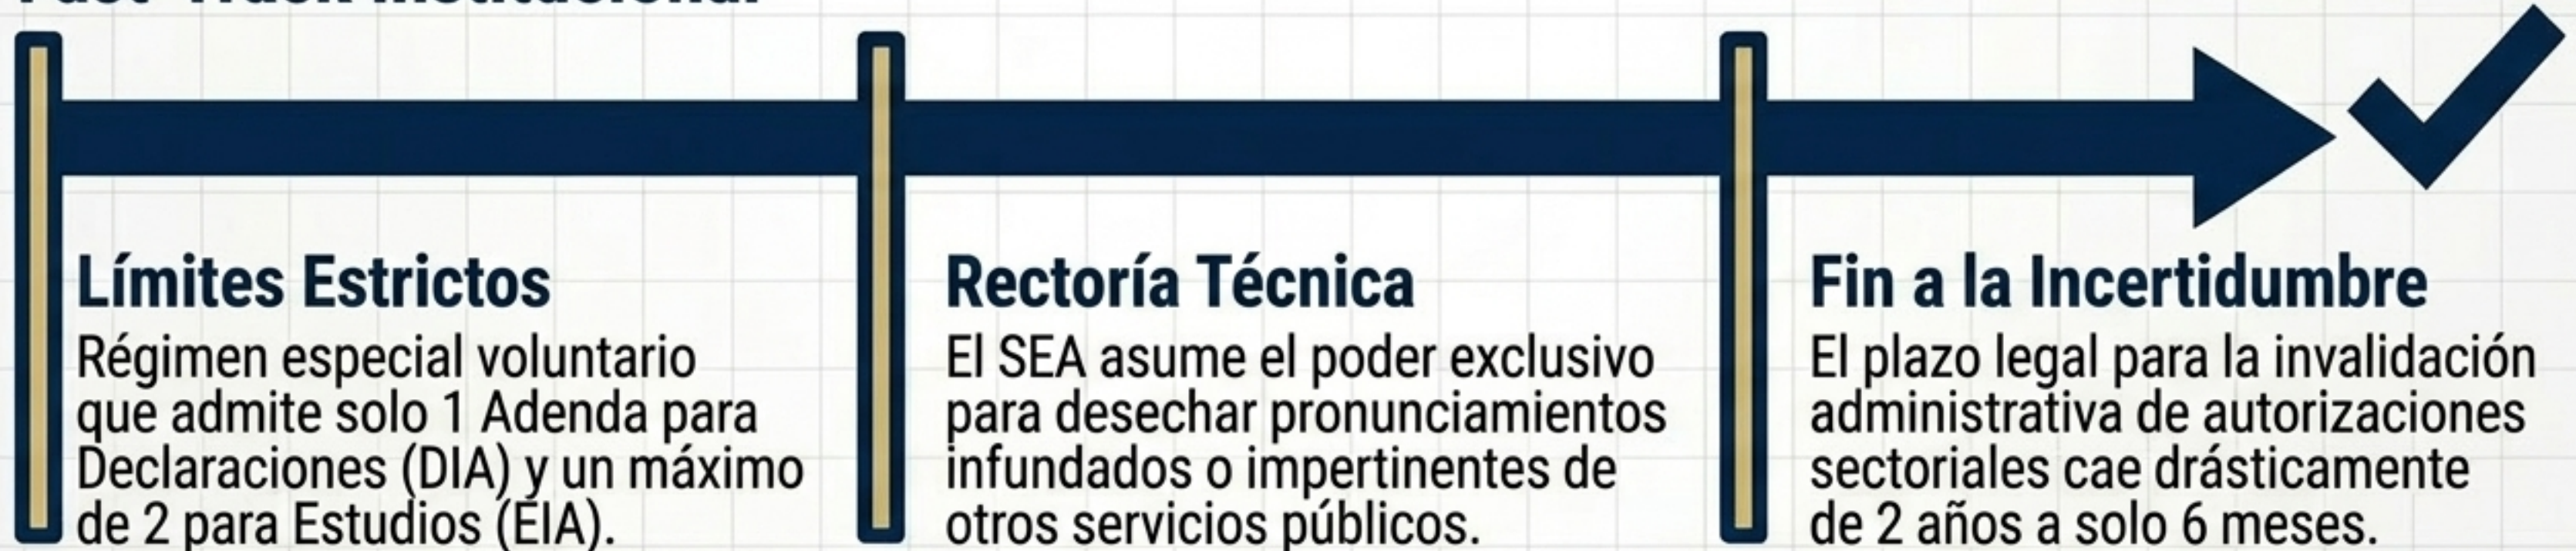 Fast-Track Institucional
Límites Estrictos
Régimen especial voluntario
que admite solo 1 Adenda para
Declaraciones (DIA) y un máximo
de 2 para Estudios (EIA).
Rectoría Técnica
El SEA asume el poder exclusivo
para desechar pronunciamientos
infundados o impertinentes de
otros servicios públicos.
Fin a la Incertidumbre
El plazo legal para la invalidación
administrativa de autorizaciones
sectoriales cae drásticamente
de 2 años a solo 6 meses.